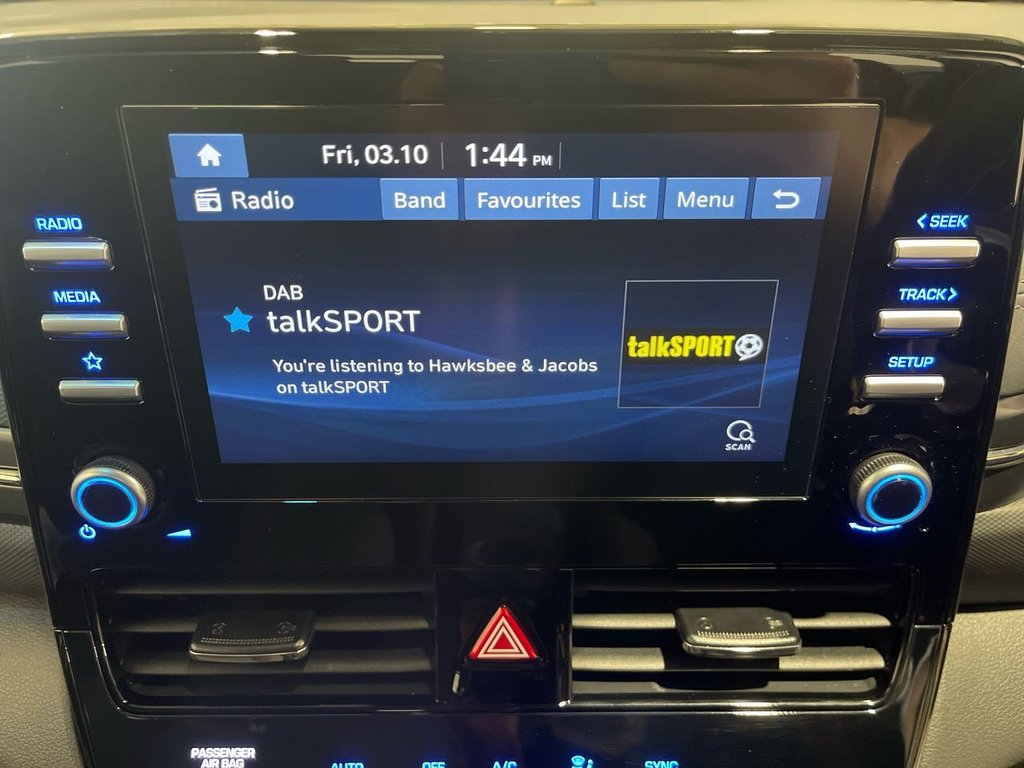 Fri, 03.10 1:44 PM
Radio Band Favourites List Menu
RADIO
MEDIA
<SEEK
TRACK>
SETUP
DAB
talkSPORT
You're listening to Hawksbee & Jacobs
on talkSPORT
talkSPORT
SCAN
PASSENGER
AIR BAG
AUTO OFF A/C SYNC